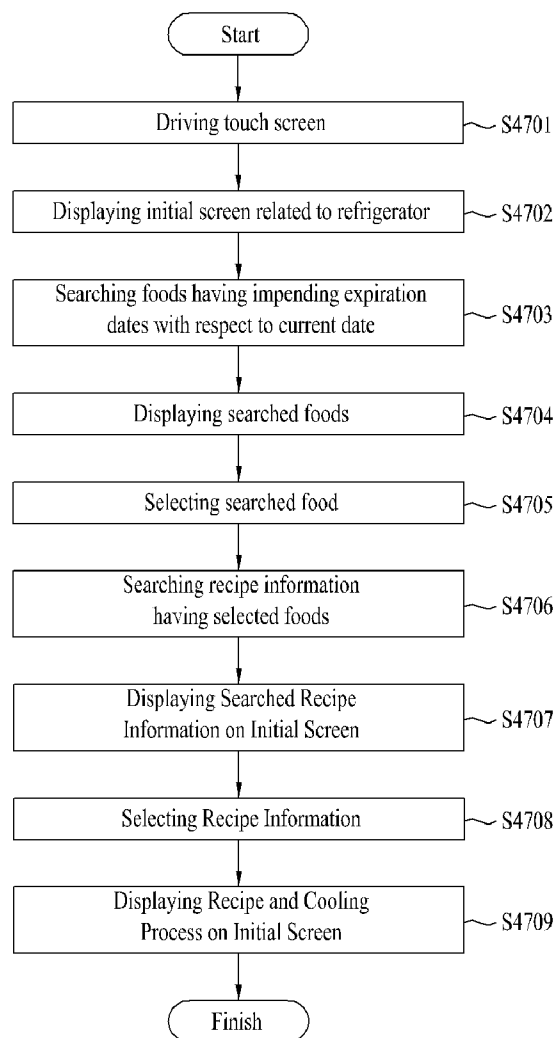 Start
Driving touch screen
S4701
Displaying initial screen related to refrigerator
S4702
Searching foods having impending expiration
dates with respect to current date
S4703
Displaying searched foods
S4704
Selecting searched food
S4705
Searching recipe information
having selected foods
S4706
Displaying Searched Recipe
Information on Initial Screen
S4707
Selecting Recipe Information
S4708
Displaying Recipe and Cooling
Process on Initial Screen
S4709
Finish